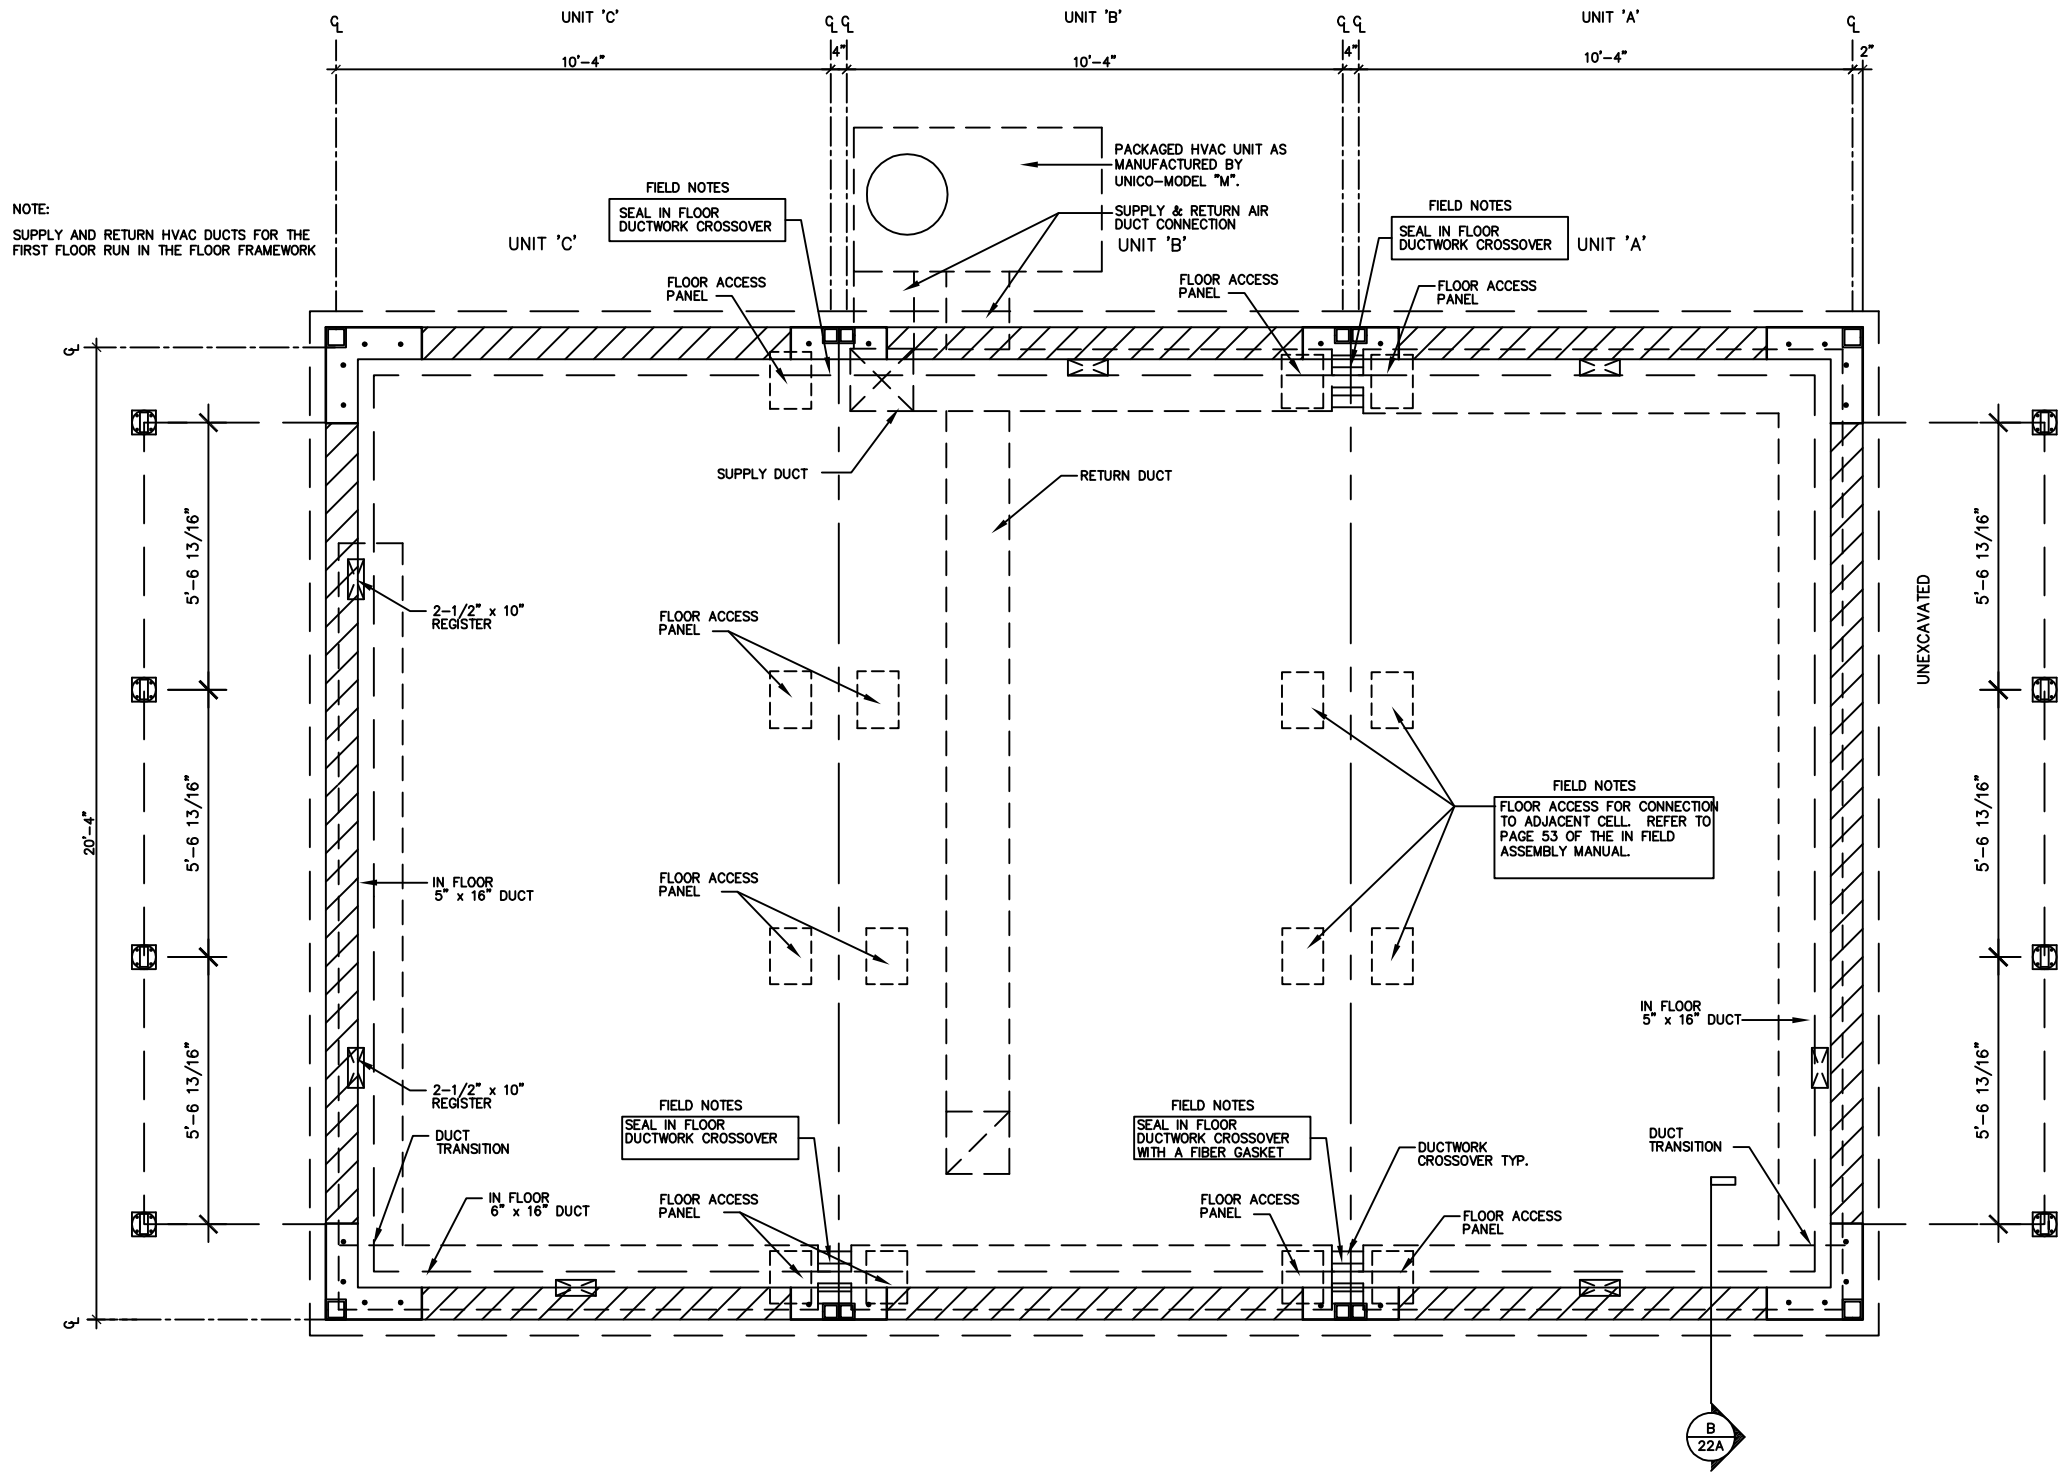 UNIT 'C'
UNIT 'B'
UNIT 'A'
10'-4"
4"
10'-4"
4"
10'-4"
2"
PACKAGED HVAC UNIT AS
MANUFACTURED BY
UNICO-MODEL "M".
SUPPLY & RETURN AIR
DUCT CONNECTION
NOTE:
SUPPLY AND RETURN HVAC DUCTS FOR THE
FIRST FLOOR RUN IN THE FLOOR FRAMEWORK
FIELD NOTES
SEAL IN FLOOR
DUCTWORK CROSSOVER
FIELD NOTES
SEAL IN FLOOR
DUCTWORK CROSSOVER
UNIT 'C'
UNIT 'B'
UNIT 'A'
FLOOR ACCESS
PANEL
FLOOR ACCESS
PANEL
FLOOR ACCESS
PANEL
SUPPLY DUCT
RETURN DUCT
5'-6 13/16"
5'-6 13/16"
UNEXCAVATED
2-1/2" x 10"
REGISTER
FLOOR ACCESS
PANEL
20'-4"
5'-6 13/16"
5'-6 13/16"
FIELD NOTES
FLOOR ACCESS FOR CONNECTION
TO ADJACENT CELL. REFER TO
PAGE 53 OF THE IN FIELD
ASSEMBLY MANUAL.
IN FLOOR
5" x 16" DUCT
FLOOR ACCESS
PANEL
IN FLOOR
5" x 16" DUCT
5'-6 13/16"
5'-6 13/16"
2-1/2" x 10"
REGISTER
FIELD NOTES
SEAL IN FLOOR
DUCTWORK CROSSOVER
FIELD NOTES
SEAL IN FLOOR
DUCTWORK CROSSOVER
WITH A FIBER GASKET
DUCT
TRANSITION
DUCTWORK
CROSSOVER TYP.
DUCT
TRANSITION
IN FLOOR
6" x 16" DUCT
FLOOR ACCESS
PANEL
FLOOR ACCESS
PANEL
FLOOR ACCESS
PANEL
B
22A